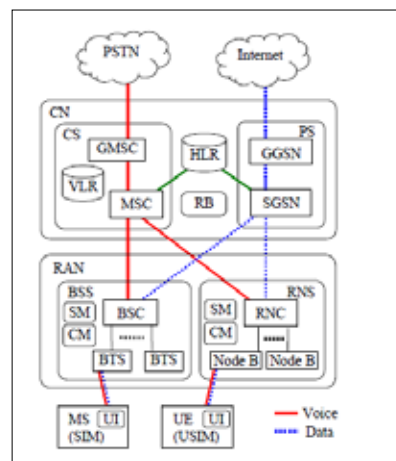 PSTN
Internet
CN
CS
PS
GMSC
HLR
GGSN
VLR
MSC
RB
SGSN
RAN
BSS
RNS
SM
BSC
SM
RNC
CM
CM
BTS
BTS
Node B
Node B
MS UI
(SIM)
UE UI
(USIM)
Voice
Data